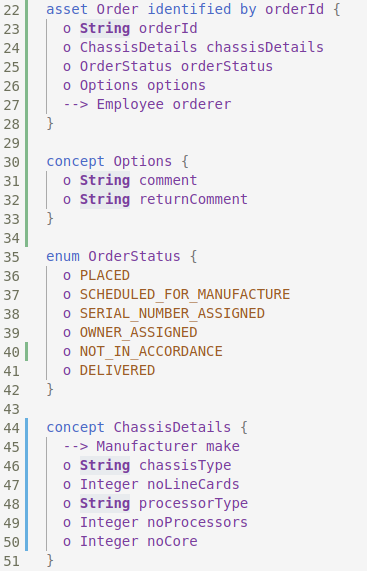 22 asset Order identified by orderId {
23 o String orderId
24 o ChassisDetails chassisDetails
25 o OrderStatus orderStatus
26 o Options options
27 --> Employee orderer
28 }
29
30 concept Options {
31 o String comment
32 o String returnComment
33 }
34
35 enum OrderStatus {
36 o PLACED
37 o SCHEDULED_FOR_MANUFACTURE
38 o SERIAL_NUMBER_ASSIGNED
39 o OWNER_ASSIGNED
40 o NOT_IN_ACCORDANCE
41 o DELIVERED
42 }
43
44 concept ChassisDetails {
45 --> Manufacturer make
46 o String chassisType
47 o Integer noLineCards
48 o String processorType
49 o Integer noProcessors
50 o Integer noCore
51 }